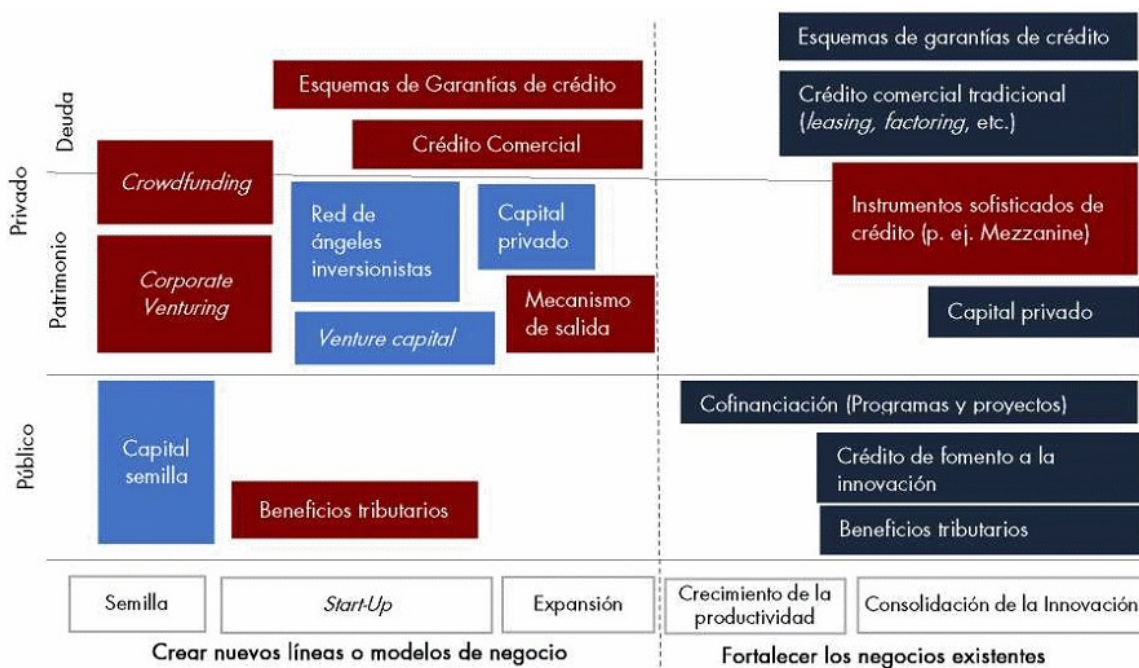 Privado
Deuda
Patrimonio
Público
Esquemas de Garantías de crédito
Crédito Comercial
Crowdfunding
Corporate
Venturing
Red de
ángeles
inversionistas
Venture capital
Capital
privado
Mecanismo
de salida
Esquemas de garantías de crédito
Crédito comercial tradicional
(leasing, factoring, etc.)
Instrumentos sofisticados de
crédito (p. ej. Mezzanine)
Capital privado
Capital
semilla
Beneficios tributarios
Cofinanciación (Programas y proyectos)
Crédito de fomento a la
innovación
Beneficios tributarios
Semilla
Start-Up
Expansión
Crecimiento de la
productividad
Consolidación de la Innovación
Crear nuevos líneas o modelos de negocio
Fortalecer los negocios existentes